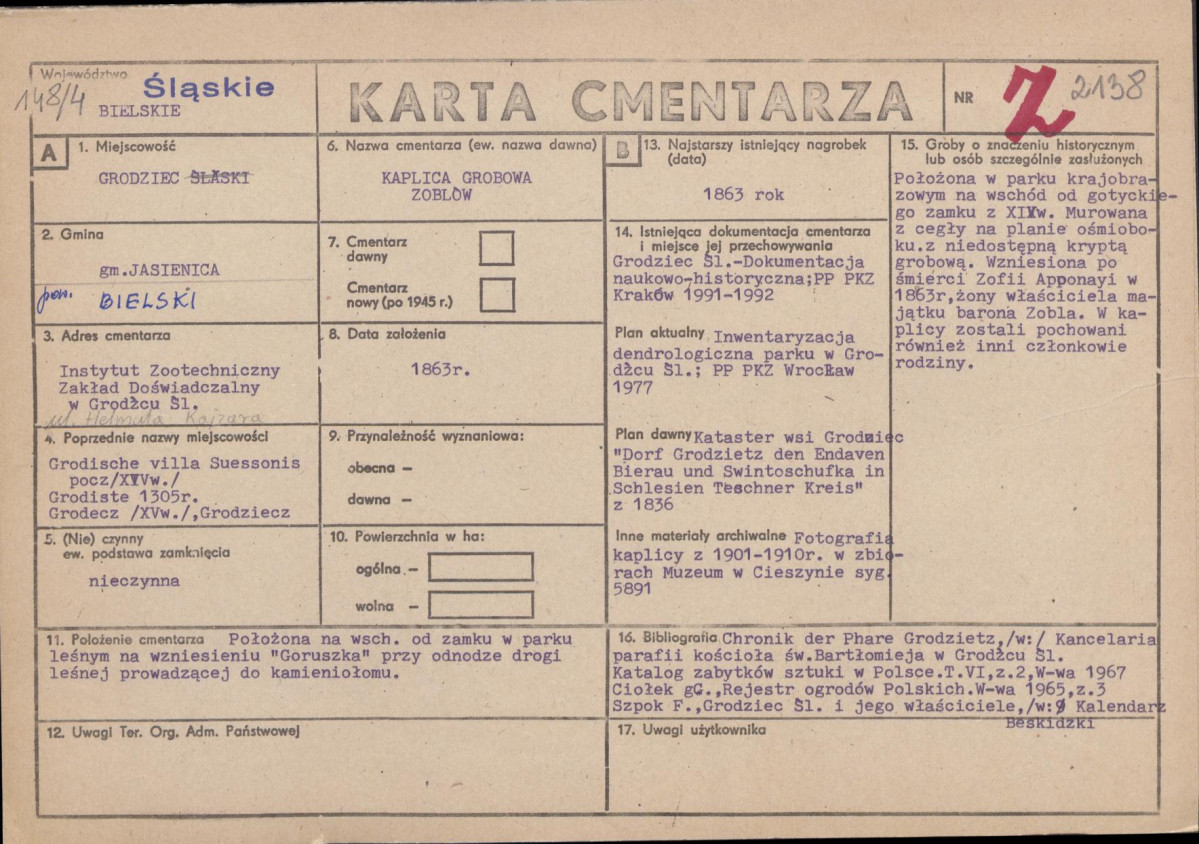 Województwo Śląskie
148/4 BIELSKIE
KARTA CMENTARZA
NR Z 2138
A
1. Miejscowość
GRODZIEC ŚLĄSKI
2. Gmina
gm.JASIENICA
pow. BIELSKI
3. Adres cmentarza
Instytut Zootechniczny
Zakład Doświadczalny
w Grodżcu Śl.
ul. Helmuta Kajzara
4. Poprzednie nazwy miejscowości
Grodische villa Suessonis
pocz/XIVw./
Grodiste 1305r.
Grodecz /XVw./,Grodziecz
5. (Nie) czynny
ew. podstawa zamknięcia
nieczynna
6. Nazwa cmentarza (ew. nazwa dawna)
KAPLICA GROBOWA
ZOBLÓW
7. Cmentarz
dawny
Cmentarz
nowy (po 1945 r.)
8. Data założenia
1863r.
9. Przynależność wyznaniowa:
obecna —
dawna —
10. Powierzchnia w ha:
ogólna —
wolna —
11. Położenie cmentarza Położona na wsch. od zamku w parku
leśnym na wzniesieniu "Goruszka" przy odnodze drogi
leśnej prowadzącej do kamieniołomu.
12. Uwagi Ter. Org. Adm. Państwowej
B
13. Najstarszy istniejący nagrobek
(data)
1863 rok
14. Istniejąca dokumentacja cmentarza
i miejsce jej przechowywania
Grodziec Śl.-Dokumentacja
naukowo-historyczna;PP PKZ
Kraków 1991-1992
Plan aktualny Inwentaryzacja
dendrologiczna parku w Gro-
dżcu Śl.; PP PKZ Wrocław
1977
Plan dawny Kataster wsi Grodziec
"Dorf Grodzietz den Endaven
Bierau und Swintoschufka in
Schlesien Teschner Kreis"
z 1836
Inne materiały archiwalne Fotografia
kaplicy z 1901-1910r. w zbio-
rach Muzeum w Cieszynie syg.
5891
15. Groby o znaczeniu historycznym
lub osób szczególnie zasłużonych
Położona w parku krajobra-
zowym na wschód od gotyckie-
go zamku z XIVw. Murowana
z cegły na planie ośmiobo-
ku.z niedostępną kryptą
grobową. Wzniesiona po
śmierci Zofii Apponayi w
1863r,żony właściciela ma-
jątku barona Zobla. W ka-
plicy zostali pochowani
również inni członkowie
rodziny.
16. Bibliografia Chronik der Phare Grodzietz,/w:/ Kancelaria
parafii kościoła św.Bartłomieja w Grodżcu Śl.
Katalog zabytków sztuki w Polsce.T.VI,z.2,W-wa 1967
Ciołek gG.,Rejestr ogrodów Polskich.W-wa 1965,z.3
Szpok F.,Grodziec Śl. i jego właściciele,/w:/ Kalendarz
Beskidzki
17. Uwagi użytkownika